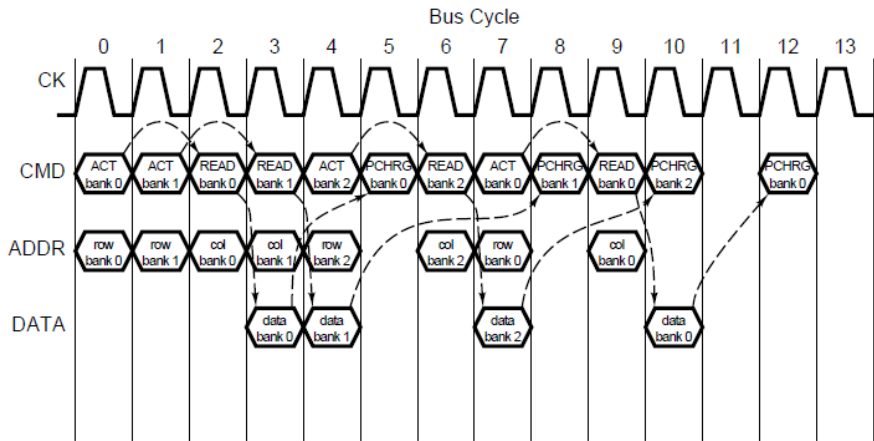 Bus Cycle
0 1 2 3 4 5 6 7 8 9 10 11 12 13
CK
CMD
ACT bank 0
ACT bank 1
READ bank 0
READ bank 1
ACT bank 2
PCHRG bank 0
READ bank 2
ACT bank 0
PCHRG bank 1
READ bank 0
PCHRG bank 2
PCHRG bank 0
ADDR
row bank 0
row bank 1
col bank 0
col bank 1
row bank 2
col bank 2
row bank 0
col bank 0
DATA
data bank 0
data bank 1
data bank 2
data bank 0